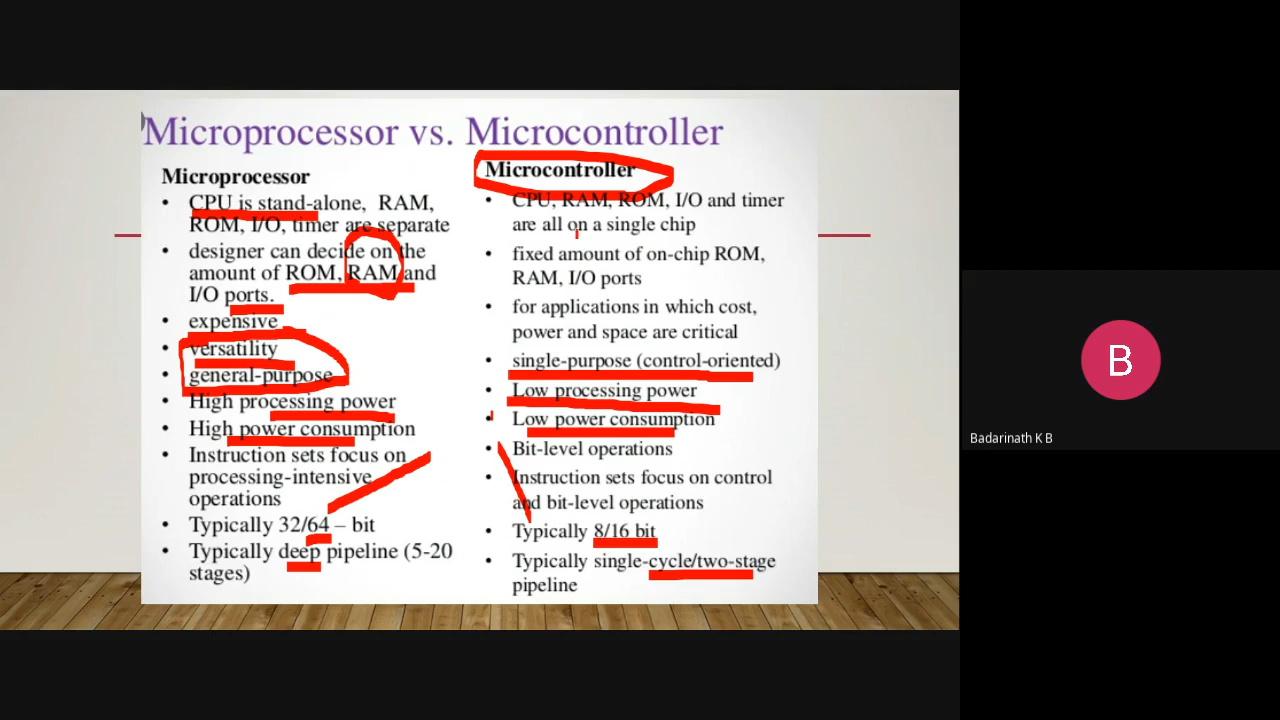 Microprocessor vs. Microcontroller
Microprocessor
• CPU is stand-alone, RAM,
ROM, I/O, timer are separate
• designer can decide on the
amount of ROM, RAM and
I/O ports.
• expensive
• versatility
• general-purpose
• High processing power
• High power consumption
• Instruction sets focus on
processing-intensive
operations
• Typically 32/64 – bit
• Typically deep pipeline (5-20
stages)
Microcontroller
• CPU, RAM, ROM, I/O and timer
are all on a single chip
• fixed amount of on-chip ROM,
RAM, I/O ports
• for applications in which cost,
power and space are critical
• single-purpose (control-oriented)
• Low processing power
• Low power consumption
• Bit-level operations
• Instruction sets focus on control
and bit-level operations
• Typically 8/16 bit
• Typically single-cycle/two-stage
pipeline
B
Badarinath K B